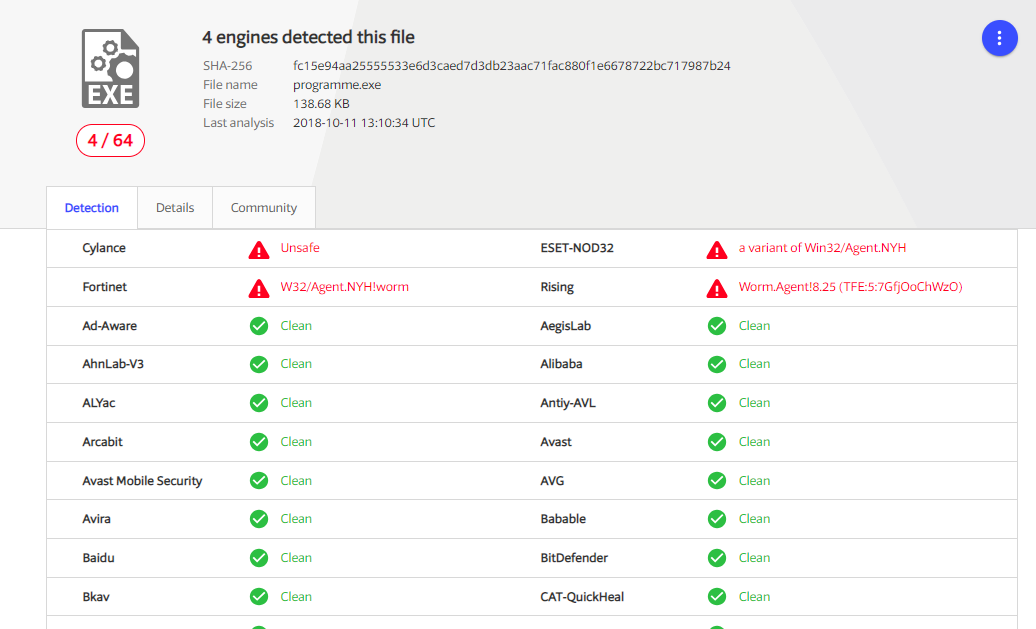 4 engines detected this file
SHA-256 fc15e94aa25555533e6d3caed7d3db23aac71fac880f1e6678722bc717987b24
File name programme.exe
File size 138.68 KB
Last analysis 2018-10-11 13:10:34 UTC
EXE
4 / 64
Detection Details Community
Cylance Unsafe ESET-NOD32 a variant of Win32/Agent.NYH
Fortinet W32/Agent.NYH!worm Rising Worm.Agent!8.25 (TFE:5:7GfjOoChWzO)
Ad-Aware Clean AegisLab Clean
AhnLab-V3 Clean Alibaba Clean
ALYac Clean Antiy-AVL Clean
Arcabit Clean Avast Clean
Avast Mobile Security Clean AVG Clean
Avira Clean Babable Clean
Baidu Clean BitDefender Clean
Bkav Clean CAT-QuickHeal Clean